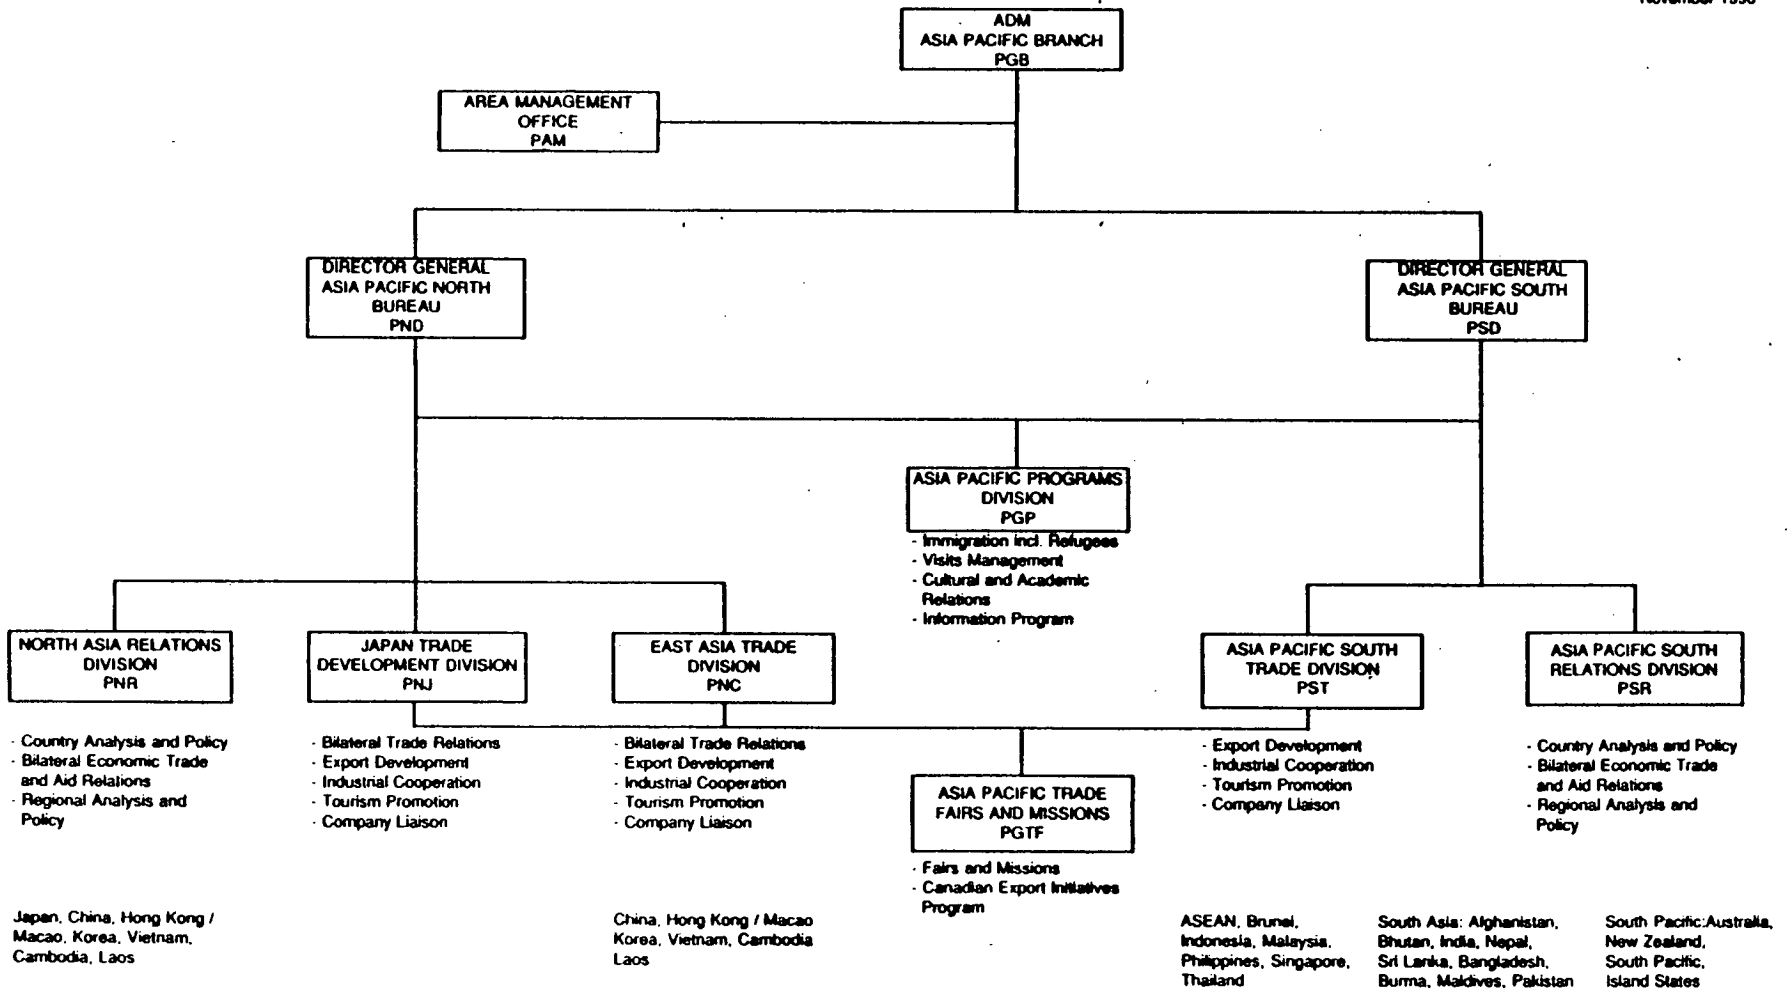 ADM
ASIA PACIFIC BRANCH
PGB
AREA MANAGEMENT
OFFICE
PAM
DIRECTOR GENERAL
ASIA PACIFIC NORTH
BUREAU
PND
DIRECTOR GENERAL
ASIA PACIFIC SOUTH
BUREAU
PSD
ASIA PACIFIC PROGRAMS
DIVISION
PGP
- Immigration incl. Refugees
- Visits Management
- Cultural and Academic
Relations
- Information Program
NORTH ASIA RELATIONS
DIVISION
PNR
- Country Analysis and Policy
- Bilateral Economic Trade
and Aid Relations
- Regional Analysis and
Policy
Japan, China, Hong Kong /
Macao, Korea, Vietnam,
Cambodia, Laos
JAPAN TRADE
DEVELOPMENT DIVISION
PNJ
- Bilateral Trade Relations
- Export Development
- Industrial Cooperation
- Tourism Promotion
- Company Liaison
EAST ASIA TRADE
DIVISION
PNC
- Bilateral Trade Relations
- Export Development
- Industrial Cooperation
- Tourism Promotion
- Company Liaison
China, Hong Kong / Macao
Korea, Vietnam, Cambodia
Laos
ASIA PACIFIC TRADE
FAIRS AND MISSIONS
PGTF
- Fairs and Missions
- Canadian Export Initiatives
Program
ASIA PACIFIC SOUTH
TRADE DIVISION
PST
- Export Development
- Industrial Cooperation
- Tourism Promotion
- Company Liaison
ASIA PACIFIC SOUTH
RELATIONS DIVISION
PSR
- Country Analysis and Policy
- Bilateral Economic Trade
and Aid Relations
- Regional Analysis and
Policy
ASEAN, Brunei,
Indonesia, Malaysia,
Philippines, Singapore,
Thailand
South Asia: Afghanistan,
Bhutan, India, Nepal,
Sri Lanka, Bangladesh,
Burma, Maldives, Pakistan
South Pacific:Australia,
New Zealand,
South Pacific,
Island States